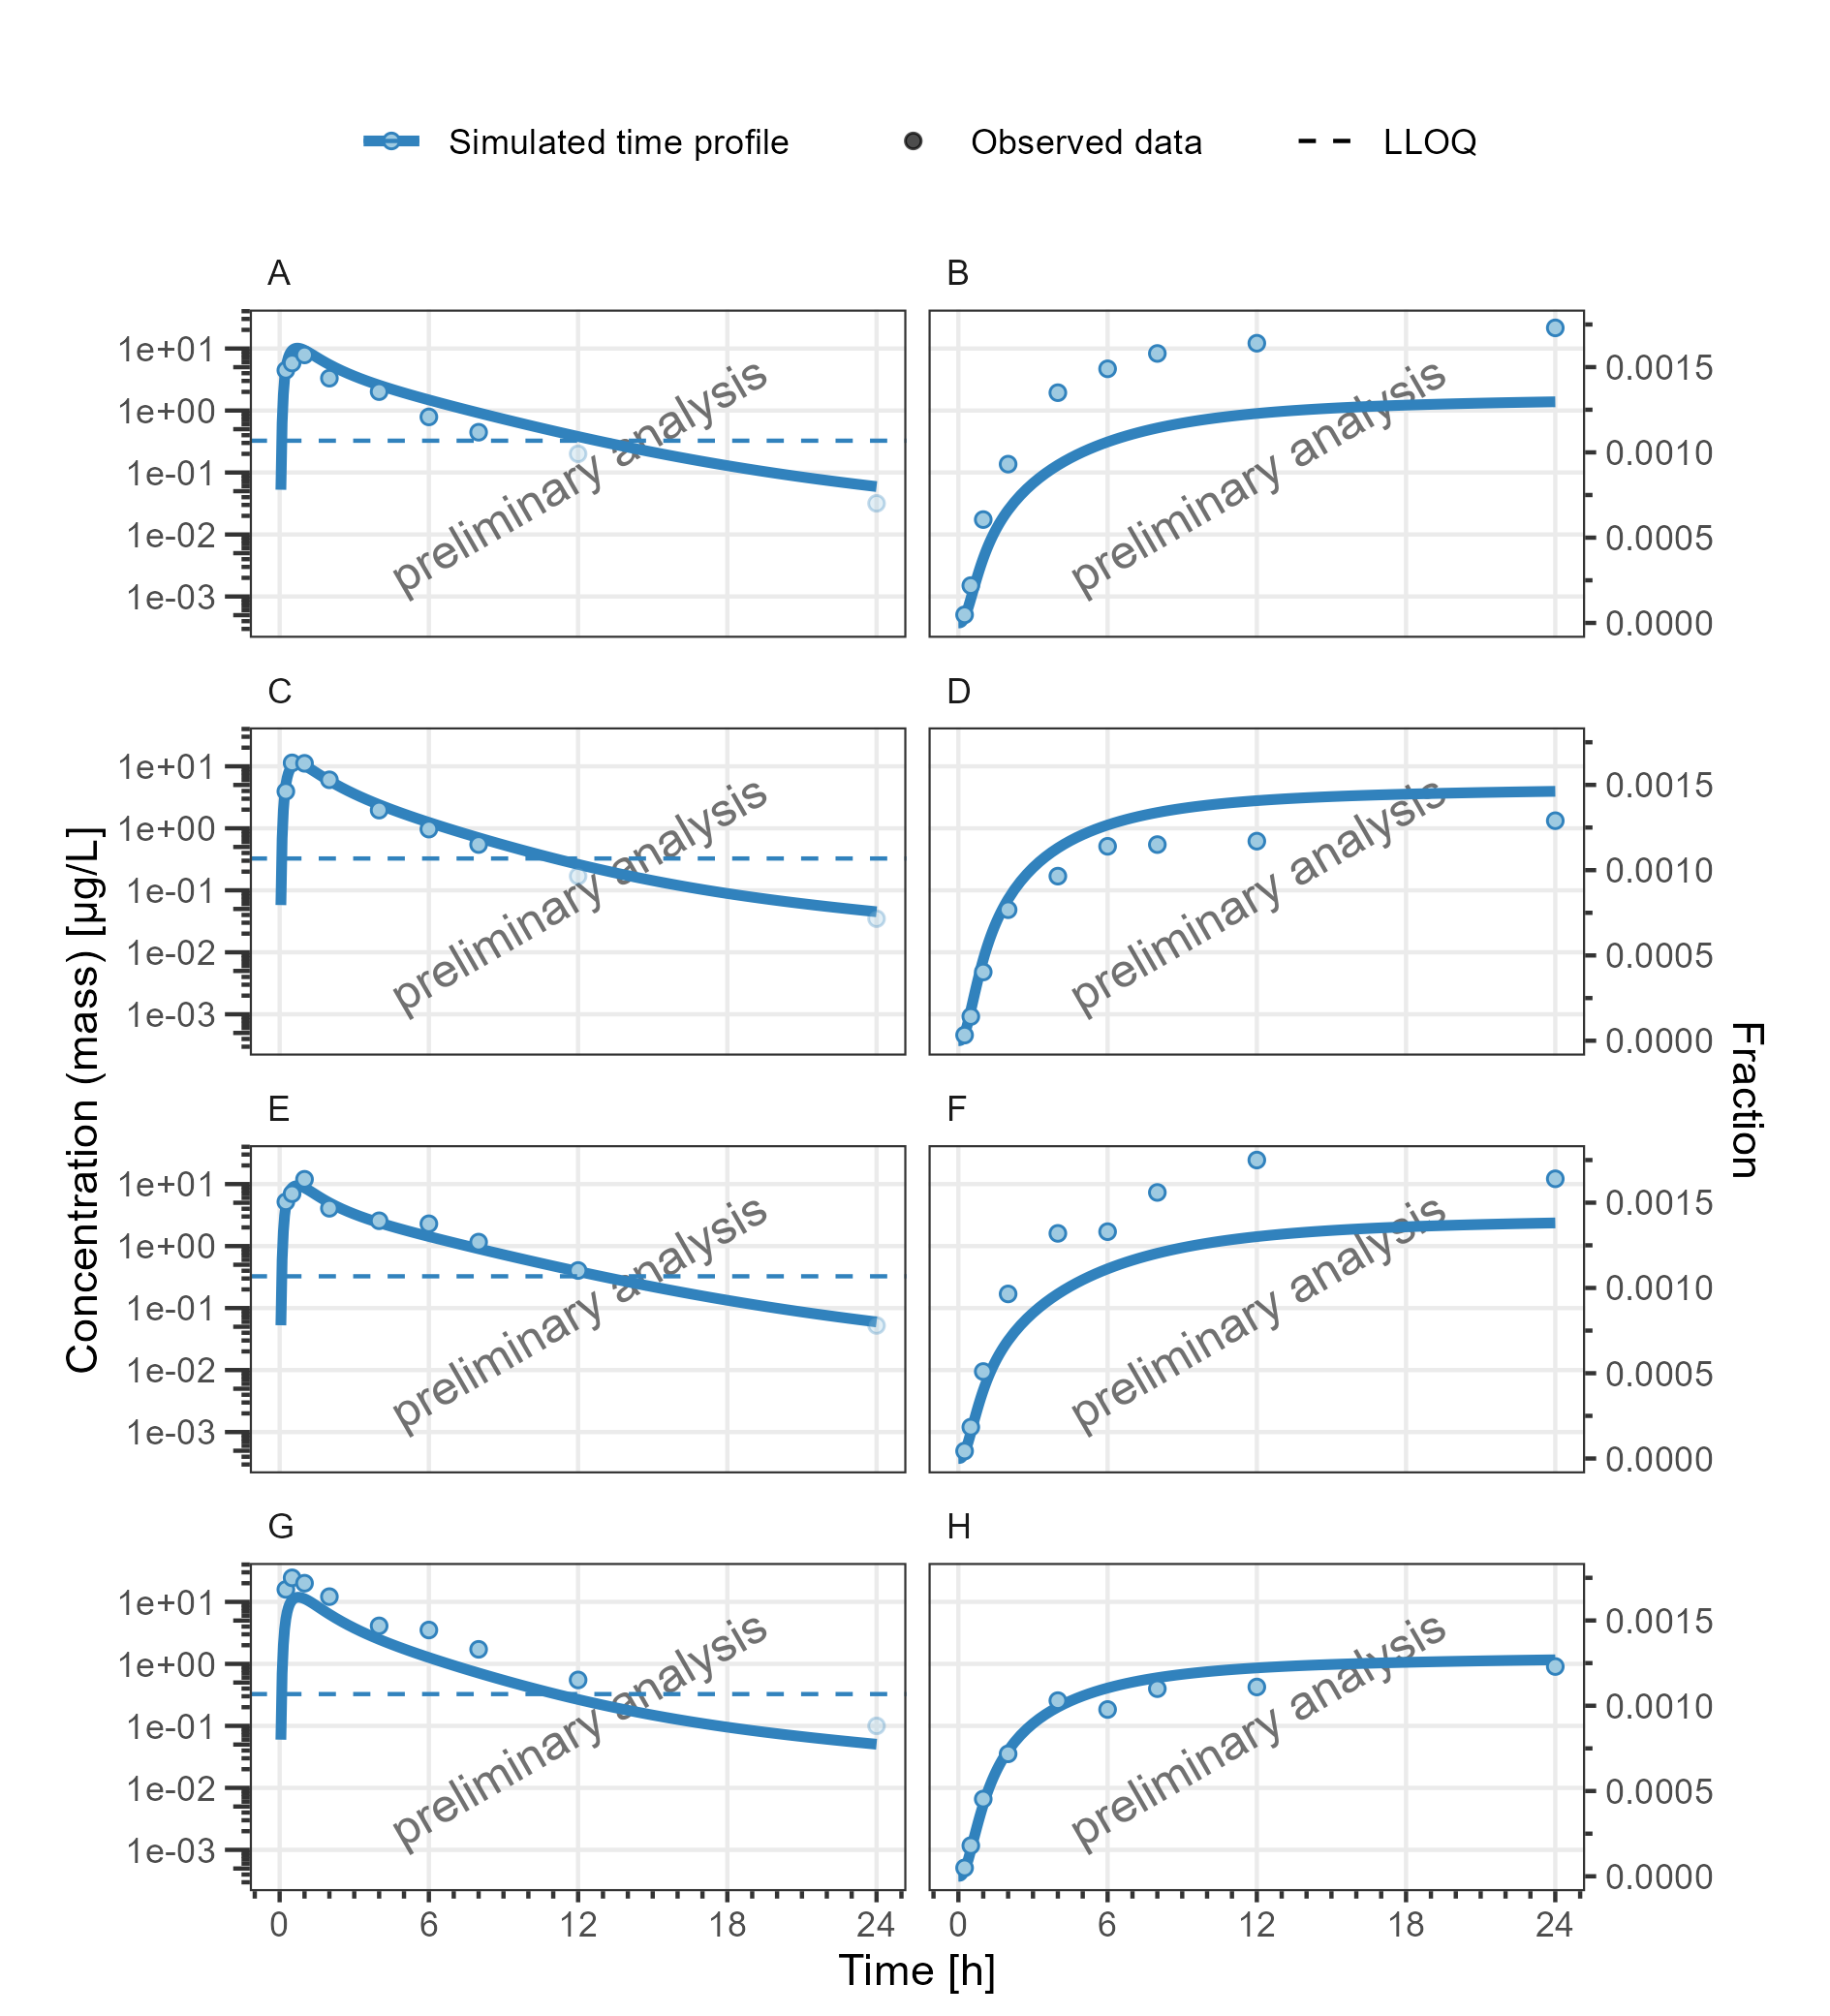 Simulated time profile
Observed data
LLOQ
A
B
1e+01
1e+00
1e-01
1e-02
1e-03
preliminary analysis
preliminary analysis
0.0015
0.0010
0.0005
0.0000
C
D
1e+01
1e+00
1e-01
1e-02
1e-03
preliminary analysis
preliminary analysis
0.0015
0.0010
0.0005
0.0000
Concentration (mass) [µg/L]
Fraction
E
F
1e+01
1e+00
1e-01
1e-02
1e-03
preliminary analysis
preliminary analysis
0.0015
0.0010
0.0005
0.0000
G
H
1e+01
1e+00
1e-01
1e-02
1e-03
preliminary analysis
preliminary analysis
0.0015
0.0010
0.0005
0.0000
0 6 12 18 24
0 6 12 18 24
Time [h]